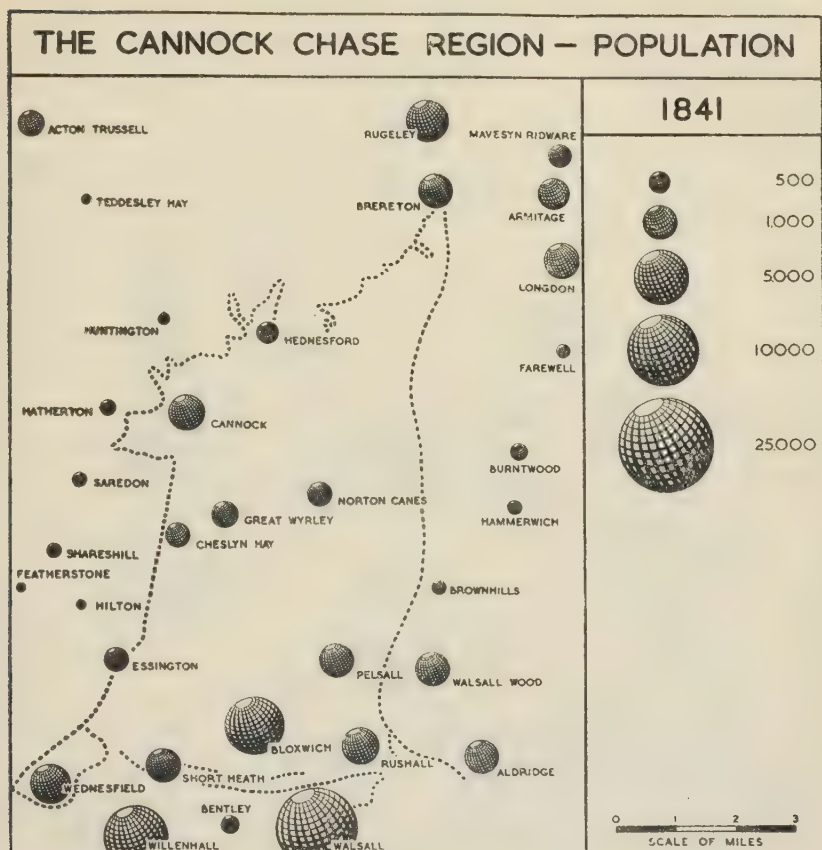 THE CANNOCK CHASE REGION — POPULATION
1841
ACTON TRUSSELL
RUGELEY
MAVESYN RIDWARE
TEDDESLEY HAY
BRERETON
ARMITAGE
LONGDON
HUNTINGTON
HEDNESFORD
FAREWELL
HATHERTON
CANNOCK
BURNTWOOD
SAREDON
NORTON CANES
GREAT WYRLEY
HAMMERWICH
CHESLYN HAY
SHARESHILL
FEATHERSTONE
HILTON
BROWNHILLS
ESSINGTON
PELSALL
WALSALL WOOD
BLOXWICH
RUSHALL
ALDRIDGE
SHORT HEATH
WEDNESFIELD
BENTLEY
WILLENHALL
WALSALL
500
1,000
5,000
10000
25,000
0 1 2 3
SCALE OF MILES